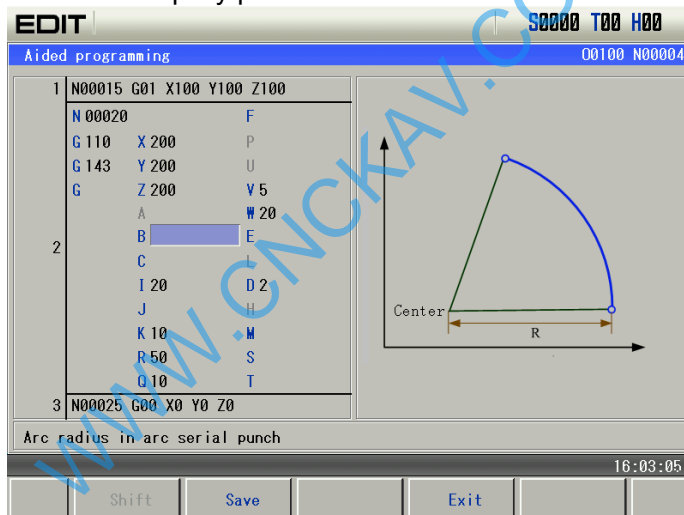 EDIT S0000 T00 H00
Aided programming O0100 N00004
1 N00015 G01 X100 Y100 Z100
N 00020 F
G 110 X 200 P
G 143 Y 200 U
G Z 200 V 5
A W 20
B E
2
C L
I 20 D 2
J H
K 10 M
R 50 S
Q 10 T
3 N00025 G00 X0 Y0 Z0
Center
R
Arc radius in arc serial punch
16:03:05
Shift Save Exit
WWW.CNCKAV.CO